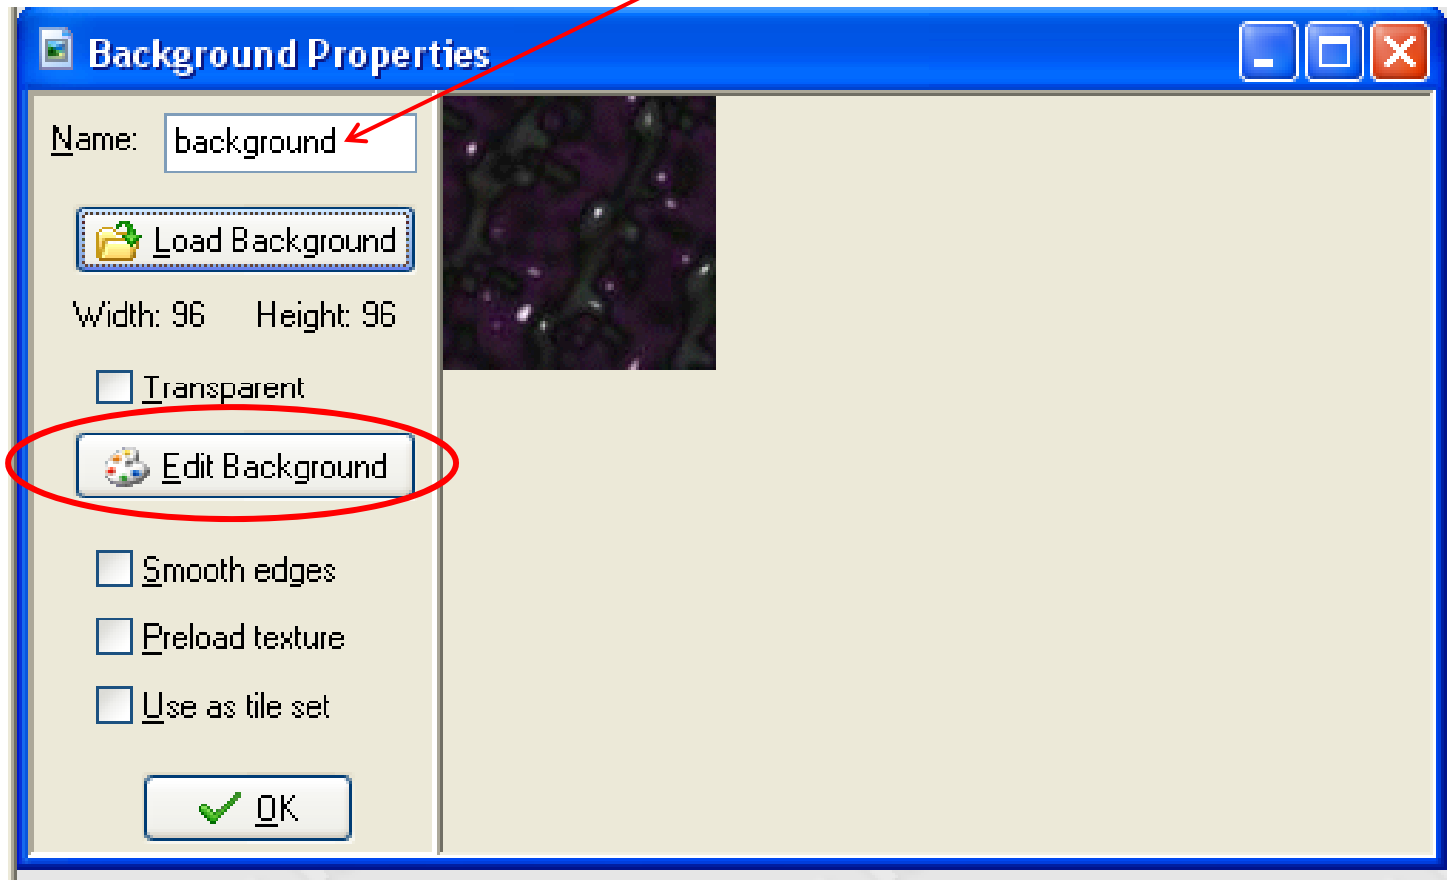 Background Properties
Name: background
Load Background
Width: 96 Height: 96
Transparent
Edit Background
Smooth edges
Preload texture
Use as tile set
OK